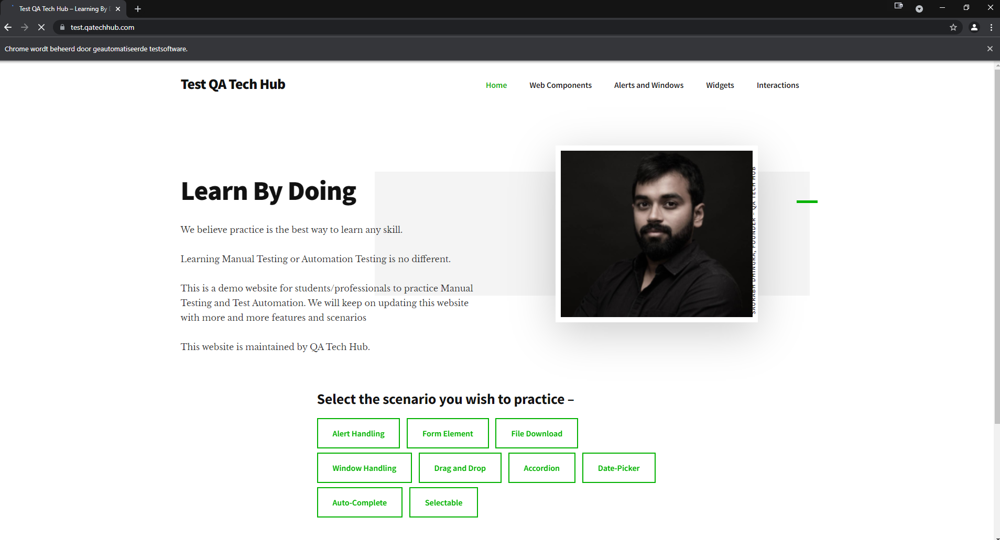 Test QA Tech Hub – Learning By
test.qatechhub.com
Chrome wordt beheerd door geautomatiseerde testsoftware.
Test QA Tech Hub
Home
Web Components
Alerts and Windows
Widgets
Interactions
Learn By Doing
We believe practice is the best way to learn any skill.
Learning Manual Testing or Automation Testing is no different.
This is a demo website for students/professionals to practice Manual
Testing and Test Automation. We will keep on updating this website
with more and more features and scenarios
This website is maintained by QA Tech Hub.
SAURABH DHINGRA, FOUNDER – QA TECH HUB
Select the scenario you wish to practice –
Alert Handling
Form Element
File Download
Window Handling
Drag and Drop
Accordion
Date-Picker
Auto-Complete
Selectable